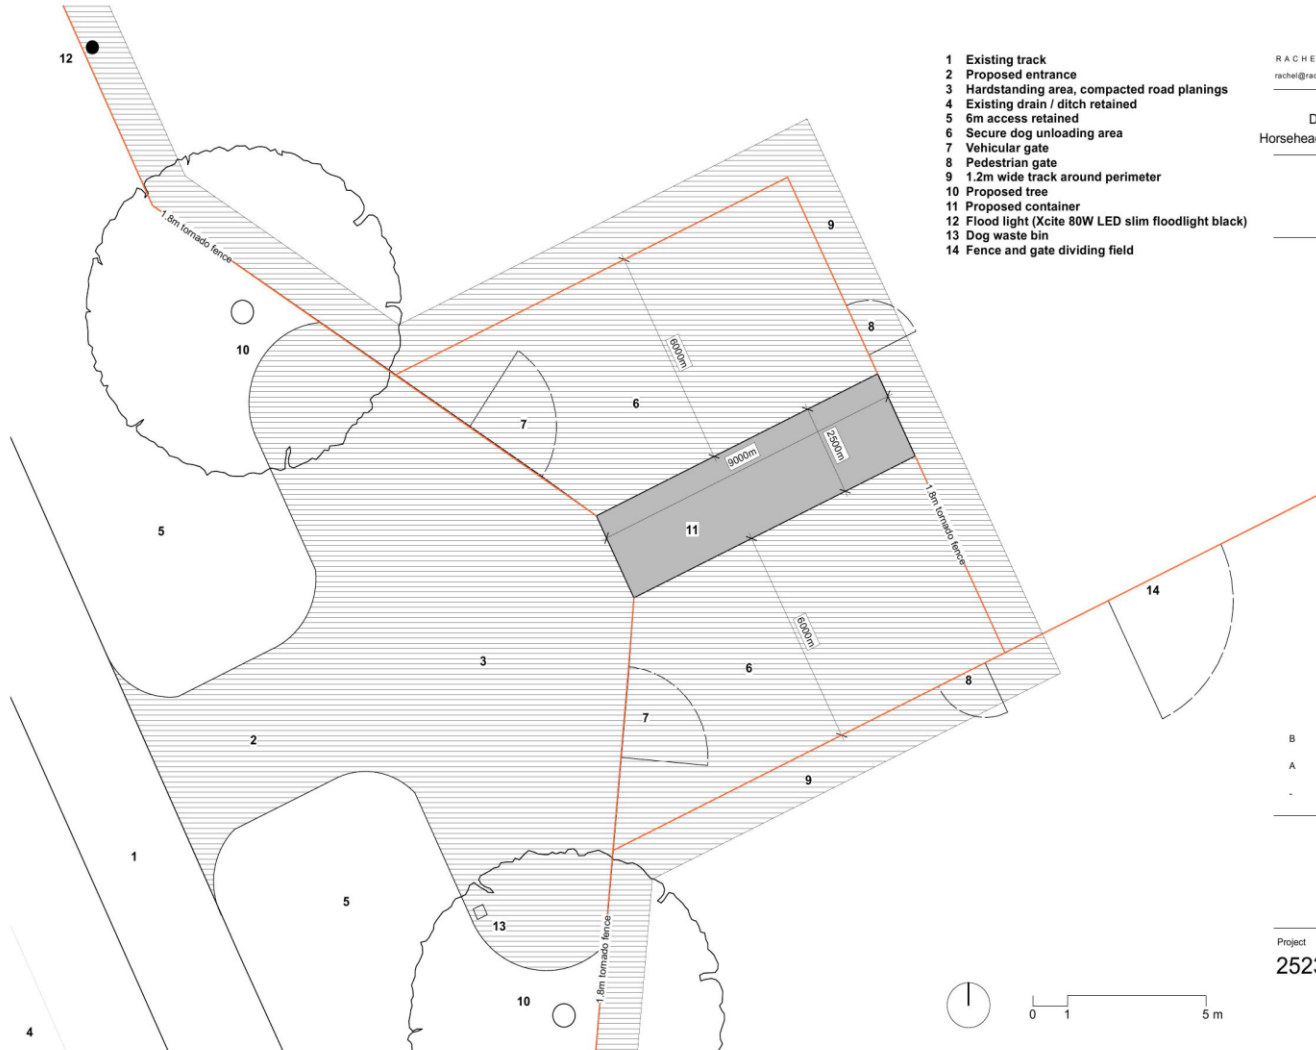 1 Existing track
2 Proposed entrance
3 Hardstanding area, compacted road planings
4 Existing drain / ditch retained
5 6m access retained
6 Secure dog unloading area
7 Vehicular gate
8 Pedestrian gate
9 1.2m wide track around perimeter
10 Proposed tree
11 Proposed container
12 Flood light (Xcite 80W LED slim floodlight black)
13 Dog waste bin
14 Fence and gate dividing field
RACHE
rachel@rac
D
Horsehea
12
1.8m tornado fence
10
9
8
6000m
6
7
9000m
2500m
5
11
1.8m tornado fence
14
6000m
3
6
8
7
2
9
B
A
-
1
5
13
1.8m tornado fence
10
4
Project
2523
0 1 5 m